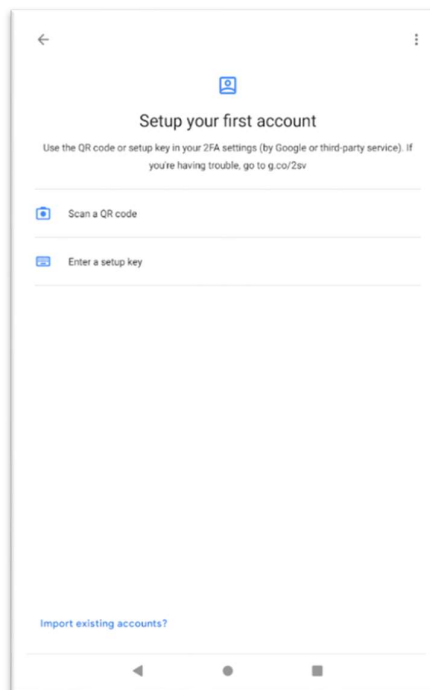 Setup your first account
Use the QR code or setup key in your 2FA settings (by Google or third-party service). If
you're having trouble, go to g.co/2sv
Scan a QR code
Enter a setup key
Import existing accounts?